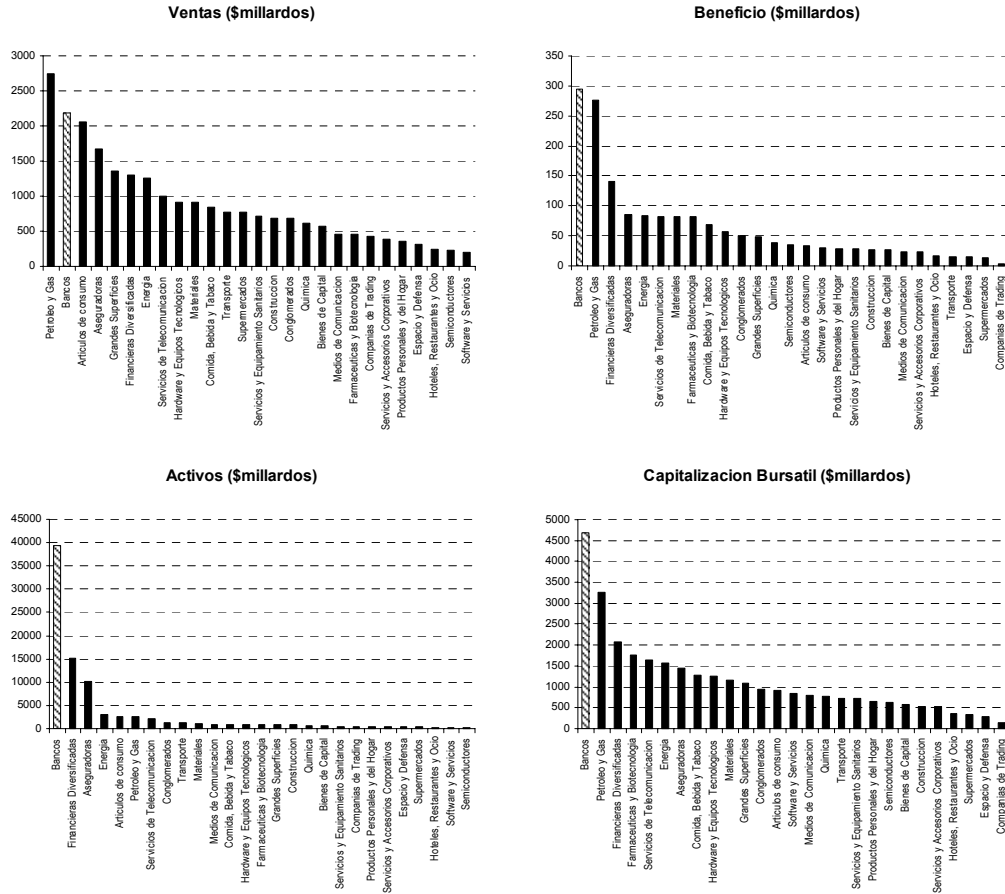 Ventas ($millardos)
3000
2500
2000
1500
1000
500
0
Petroleo y Gas
Bancos
Articulos de consumo
Aseguradoras
Grandes Superficies
Financieras Diversificadas
Energia
Servicios de Telecomunicacion
Hardware y Equipos Tecnologicos
Materiales
Comida, Bebida y Tabaco
Transporte
Supermercados
Servicios y Equipamiento Sanitarios
Construccion
Conglomerados
Quimica
Bienes de Capital
Medios de Comunicacion
Farmaceuticas y Biotecnologia
Companias de Trading
Servicios y Accesorios Corporativos
Productos Personales y del Hogar
Espacio y Defensa
Hoteles, Restaurantes y Ocio
Semiconductores
Software y Servicios
Beneficio ($millardos)
350
300
250
200
150
100
50
0
Bancos
Petroleo y Gas
Financieras Diversificadas
Aseguradoras
Energia
Servicios de Telecomunicacion
Materiales
Farmaceuticas y Biotecnologia
Comida, Bebida y Tabaco
Hardware y Equipos Tecnologicos
Conglomerados
Grandes Superficies
Quimica
Semiconductores
Articulos de consumo
Software y Servicios
Productos Personales y del Hogar
Servicios y Equipamiento Sanitarios
Construccion
Bienes de Capital
Medios de Comunicacion
Servicios y Accesorios Corporativos
Hoteles, Restaurantes y Ocio
Transporte
Espacio y Defensa
Supermercados
Companias de Trading
Activos ($millardos)
45000
40000
35000
30000
25000
20000
15000
10000
5000
0
Bancos
Financieras Diversificadas
Aseguradoras
Energia
Articulos de consumo
Petroleo y Gas
Servicios de Telecomunicacion
Conglomerados
Transporte
Materiales
Medios de Comunicacion
Comida, Bebida y Tabaco
Hardware y Equipos Tecnologicos
Farmaceuticas y Biotecnologia
Grandes Superficies
Construccion
Quimica
Bienes de Capital
Servicios y Equipamiento Sanitarios
Companias de Trading
Productos Personales y del Hogar
Servicios y Accesorios Corporativos
Espacio y Defensa
Supermercados
Hoteles, Restaurantes y Ocio
Software y Servicios
Semiconductores
Capitalizacion Bursatil ($millardos)
5000
4500
4000
3500
3000
2500
2000
1500
1000
500
0
Bancos
Petroleo y Gas
Financieras Diversificadas
Farmaceuticas y Biotecnologia
Servicios de Telecomunicacion
Energia
Aseguradoras
Comida, Bebida y Tabaco
Hardware y Equipos Tecnologicos
Materiales
Grandes Superficies
Conglomerados
Articulos de consumo
Software y Servicios
Medios de Comunicacion
Quimica
Transporte
Servicios y Equipamiento Sanitarios
Productos Personales y del Hogar
Semiconductores
Bienes de Capital
Construccion
Servicios y Accesorios Corporativos
Hoteles, Restaurantes y Ocio
Supermercados
Espacio y Defensa
Companias de Trading